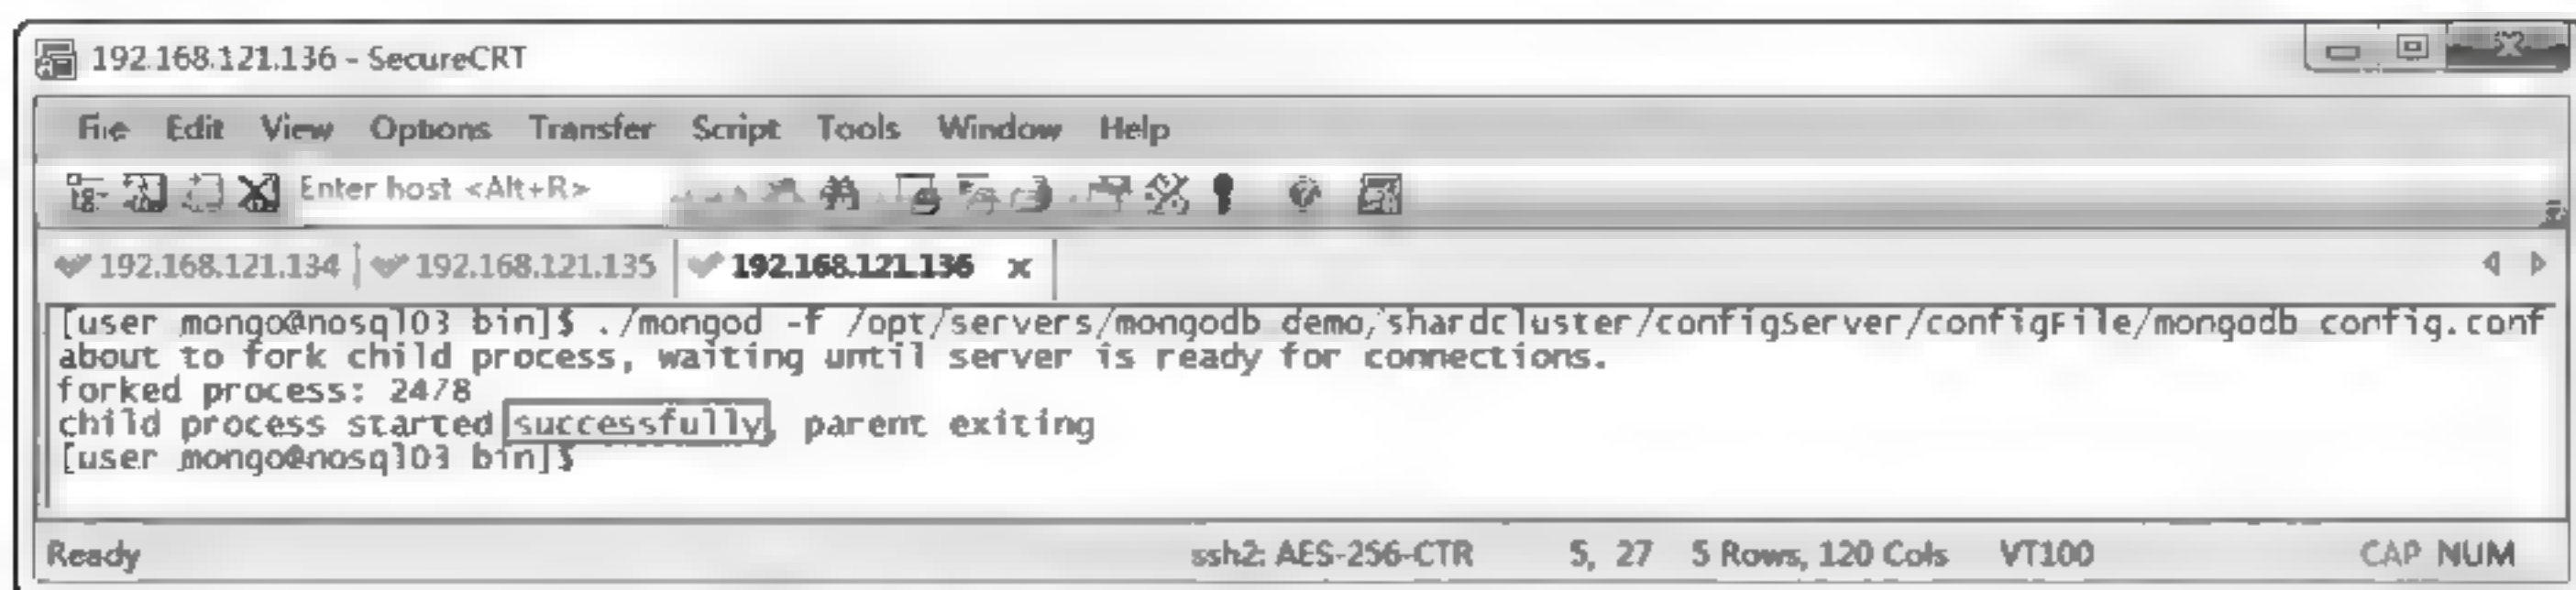 192.168.121.136 - SecureCRT
File Edit View Options Transfer Script Tools Window Help
Enter host <Alt+R>
192.168.121.134 192.168.121.135 192.168.121.136 x
[user_mongo@nosql03 bin]$ ./mongod -f /opt/servers/mongodb_demo/shardcluster/configServer/configFile/mongodb_config.conf
about to fork child process, waiting until server is ready for connections.
forked process: 2478
child process started successfully, parent exiting
[user_mongo@nosql03 bin]$
Ready ssh2: AES-256-CTR 5, 27 5 Rows, 120 Cols VT100 CAP NUM